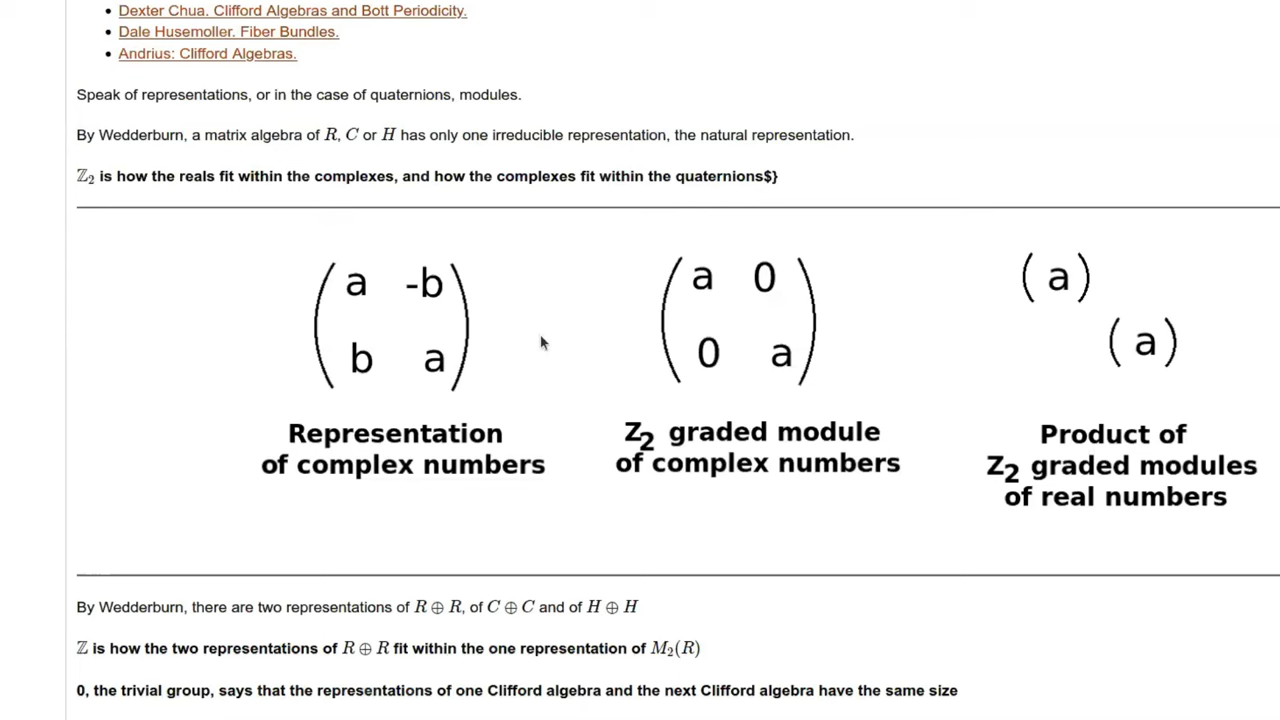 Dexter Chua. Clifford Algebras and Bott Periodicity.
Dale Husemoller. Fiber Bundles.
Andrius: Clifford Algebras.
Speak of representations, or in the case of quaternions, modules.
By Wedderburn, a matrix algebra of R, C or H has only one irreducible representation, the natural representation.
ℤ₂ is how the reals fit within the complexes, and how the complexes fit within the quaternions$}
a -b
b a
Representation
of complex numbers
a 0
0 a
Z₂ graded module
of complex numbers
(a)
(a)
Product of
Z₂ graded modules
of real numbers
By Wedderburn, there are two representations of R ⊕ R, of C ⊕ C and of H ⊕ H
ℤ is how the two representations of R ⊕ R fit within the one representation of M₂(R)
0, the trivial group, says that the representations of one Clifford algebra and the next Clifford algebra have the same size